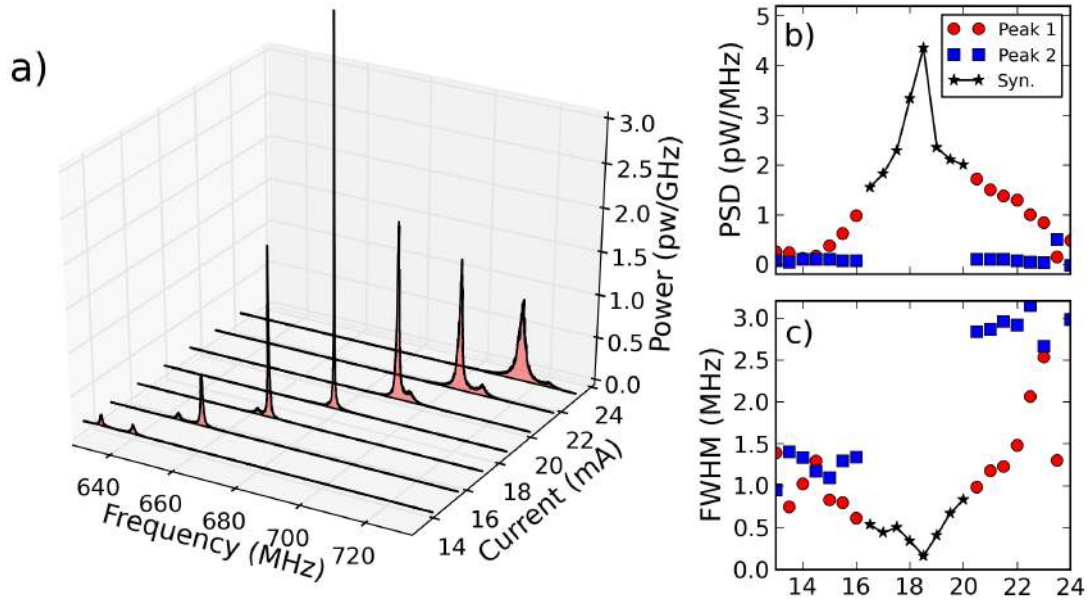 a)
3.0
2.5
2.0
1.5
1.0
0.5
0.0
Power (pw/GHz)
640
660
680
700
720
Frequency (MHz)
14
16
18
20
22
24
Current (mA)
b)
5
4
3
2
1
0
PSD (pW/MHz)
Peak 1
Peak 2
Syn.
c)
3.0
2.5
2.0
1.5
1.0
0.5
0.0
FWHM (MHz)
14 16 18 20 22 24